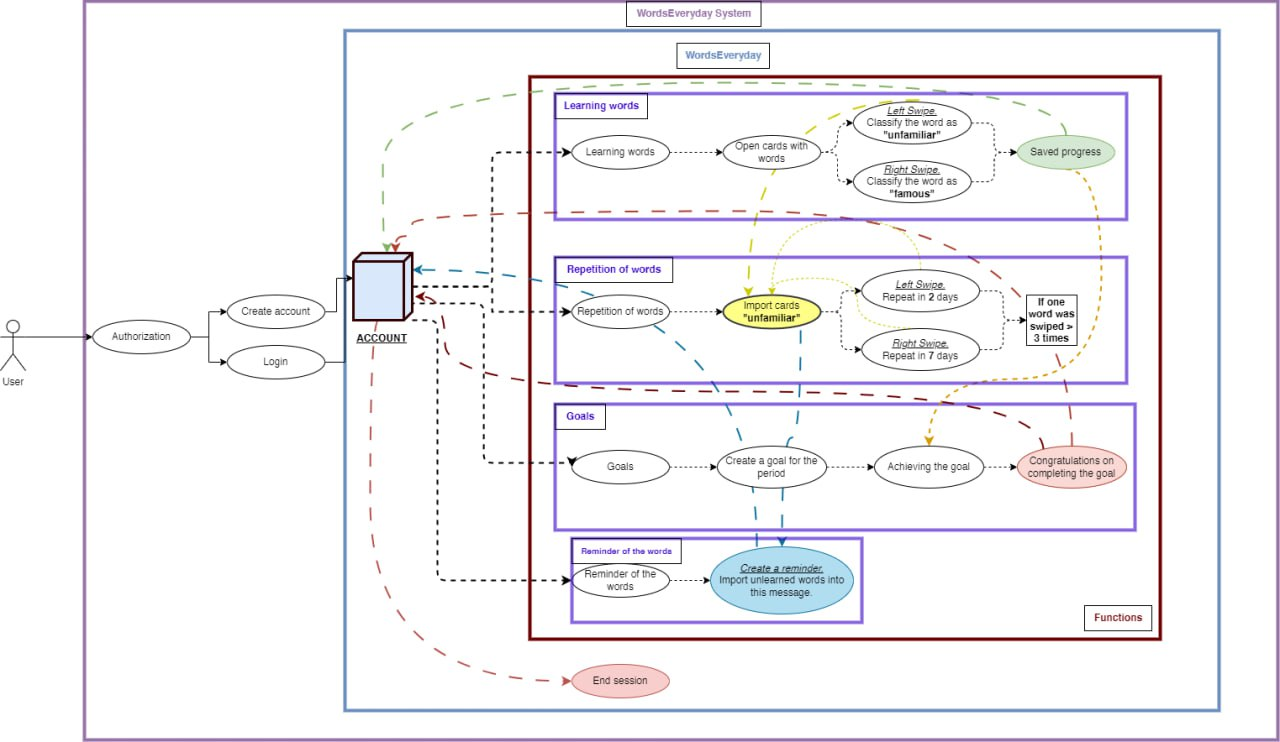 WordsEveryday System
WordsEveryday
Learning words
Learning words
Open cards with
words
Left Swipe.
Classify the word as
"unfamiliar"
Right Swipe.
Classify the word as
"famous"
Saved progress
Repetition of words
Repetition of words
Import cards
"unfamiliar"
Left Swipe.
Repeat in 2 days
Right Swipe.
Repeat in 7 days
If one
word was
swiped >
3 times
User
Authorization
Create account
Login
ACCOUNT
Goals
Goals
Create a goal for the
period
Achieving the goal
Congratulations on
completing the goal
Reminder of the words
Reminder of the
words
Create a reminder.
Import unlearned words into
this message.
Functions
End session